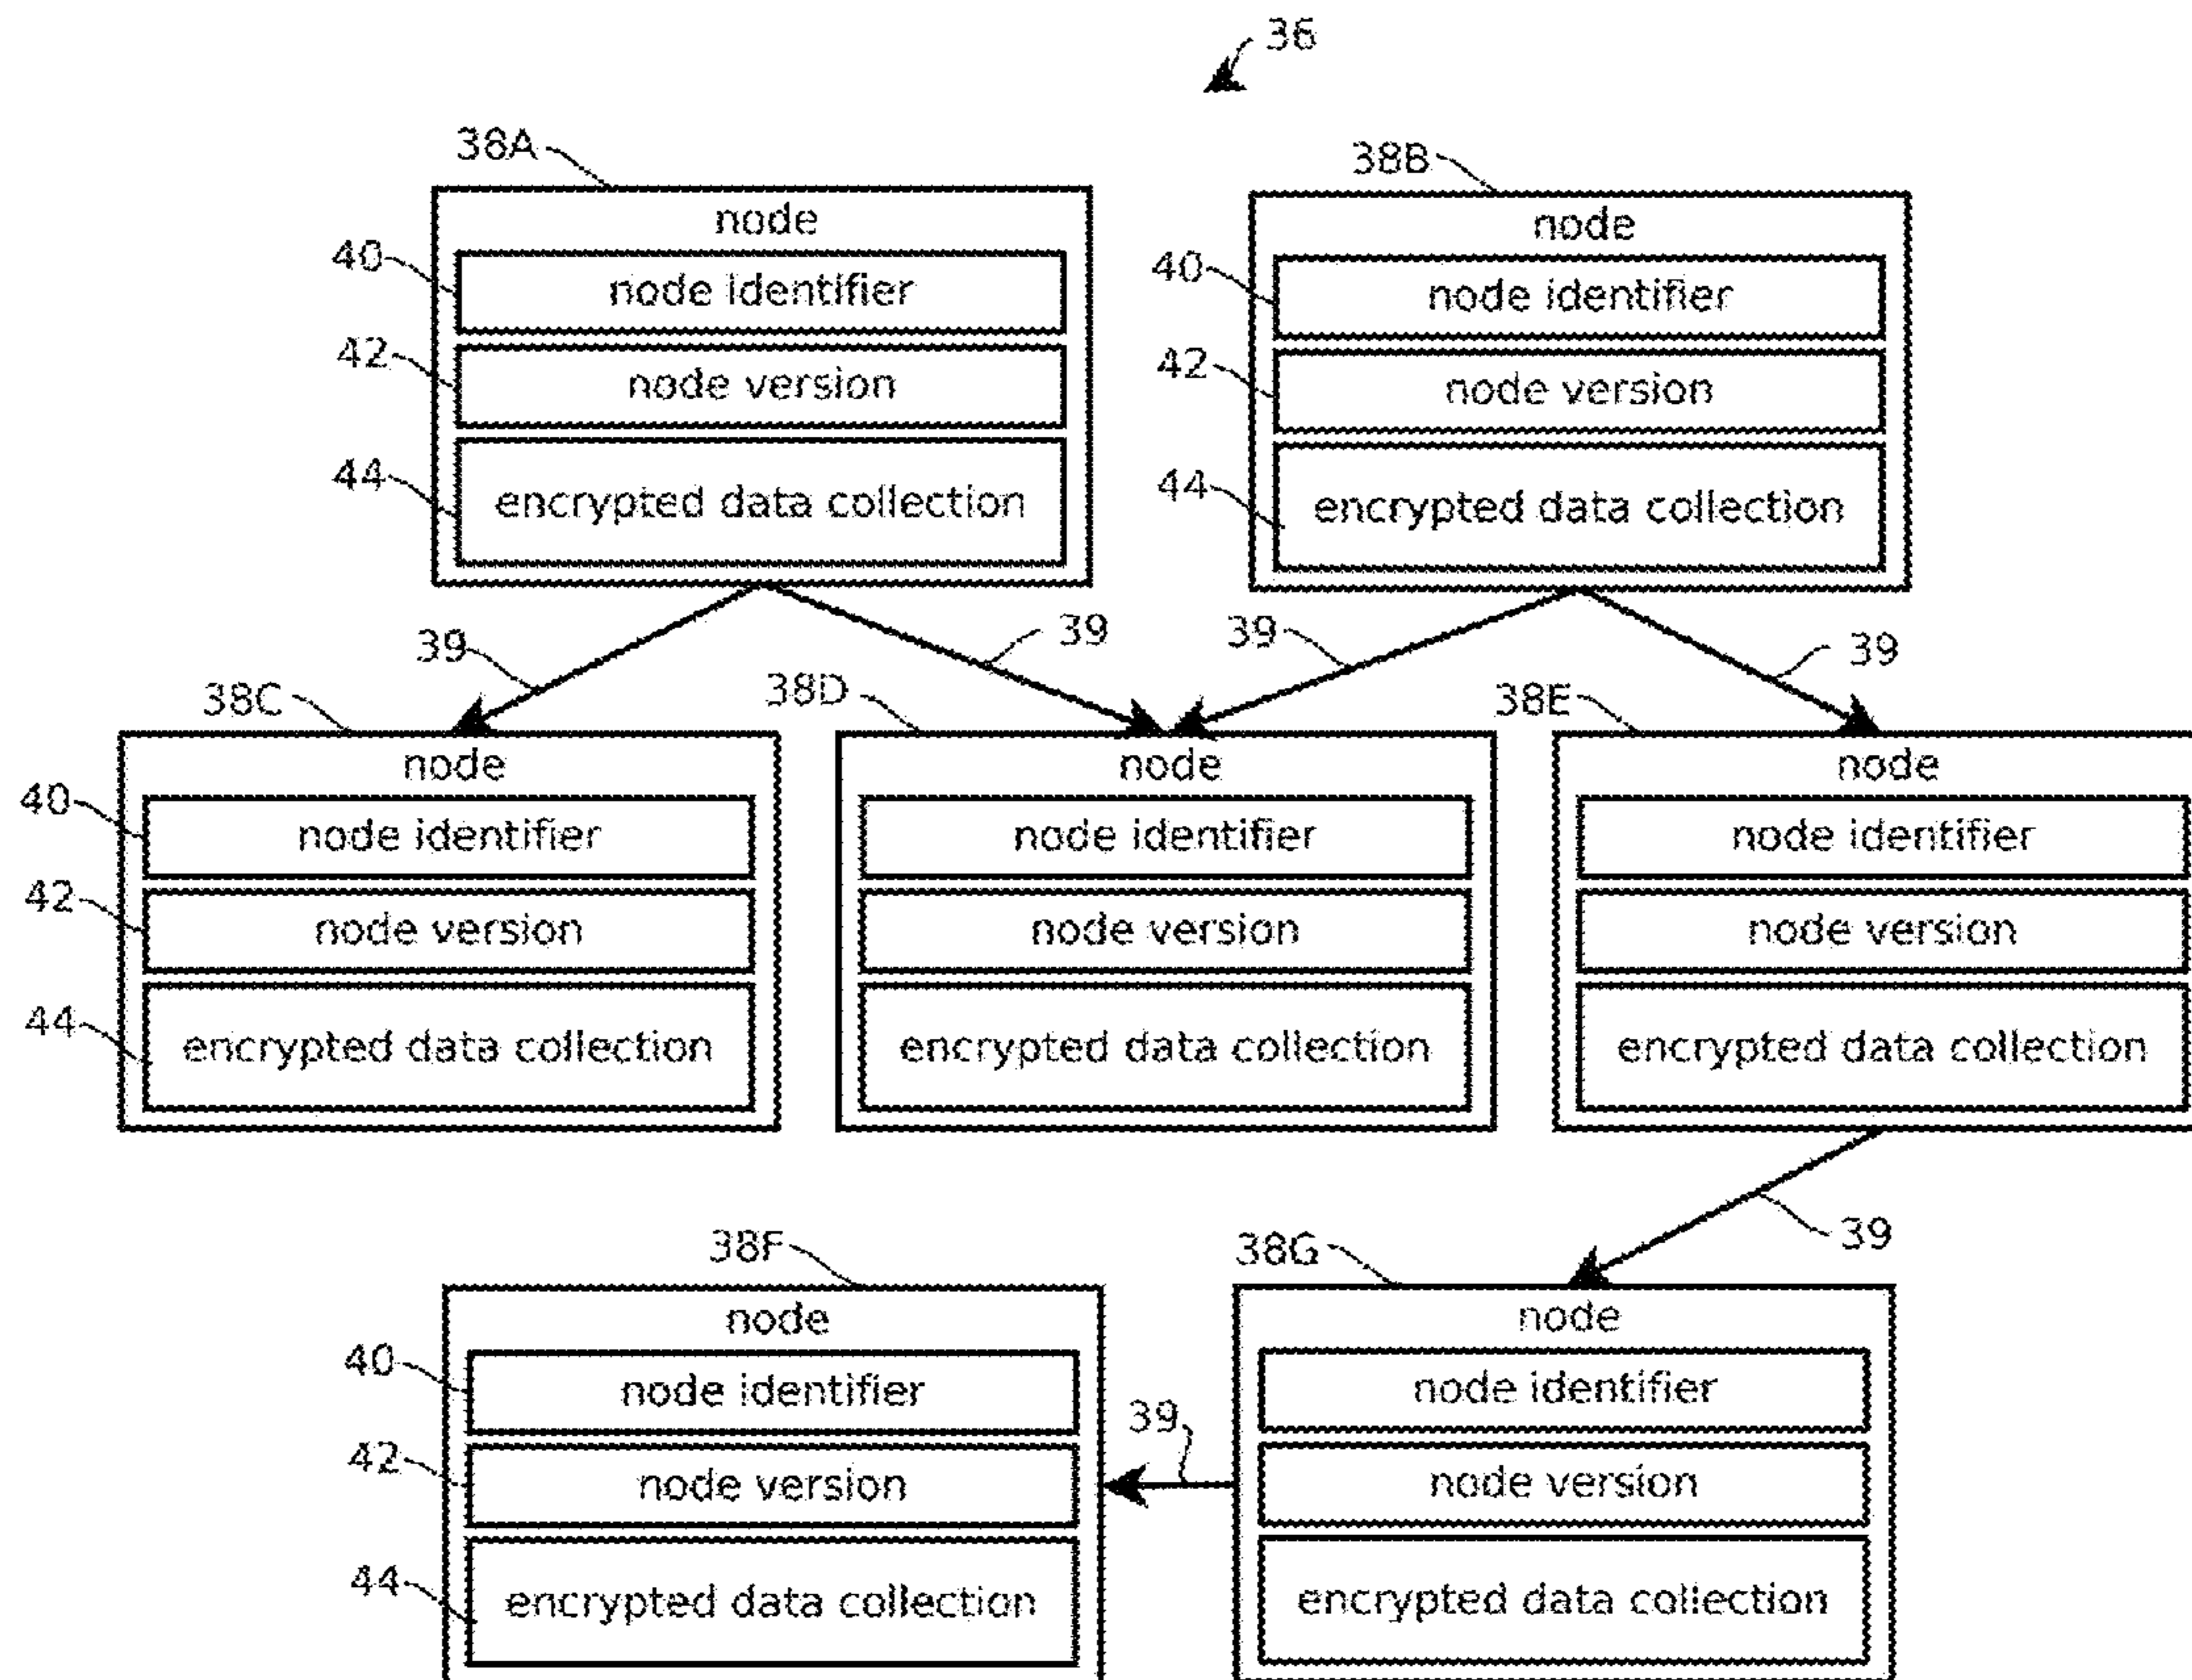 36
38A
38B
node
node
40
node identifier
40
node identifier
42
node version
42
node version
44
encrypted data collection
44
encrypted data collection
39
39
39
39
38C
38D
38E
node
node
node
40
node identifier
node identifier
node identifier
42
node version
node version
node version
44
encrypted data collection
encrypted data collection
encrypted data collection
39
38F
38G
node
node
40
node identifier
node identifier
39
42
node version
node version
44
encrypted data collection
encrypted data collection